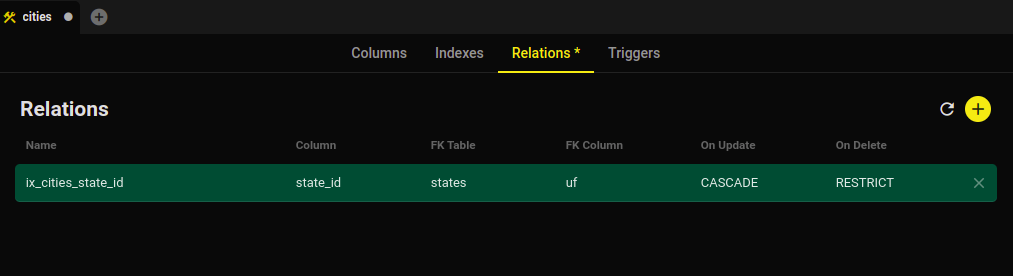 cities
Columns Indexes Relations * Triggers
Relations
Name Column FK Table FK Column On Update On Delete
ix_cities_state_id state_id states uf CASCADE RESTRICT